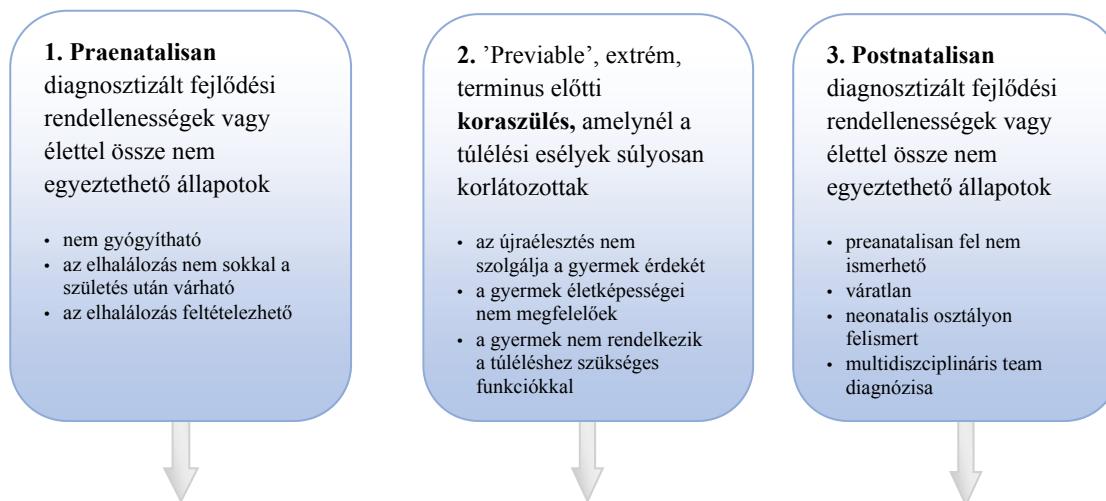 1. Praenatalisan
diagnosztizált fejlődési
rendellenességek vagy
élettel össze nem
egyeztethető állapotok
• nem gyógyítható
• az elhalálozás nem sokkal a
születés után várható
• az elhalálozás feltételezhető
2. ’Previable’, extrém,
terminus előtti
koraszülés, amelynél a
túlélési esélyek súlyosan
korlátozottak
• az újraélesztés nem
szolgálja a gyermek érdekét
• a gyermek életképességei
nem megfelelőek
• a gyermek nem rendelkezik
a túléléshez szükséges
funkciókkal
3. Postnatalisan
diagnosztizált fejlődési
rendellenességek vagy
élettel össze nem
egyeztethető állapotok
• preanatalisan fel nem
ismerhető
• váratlan
• neonatalis osztályon
felismert
• multidiszciplináris team
diagnózisa